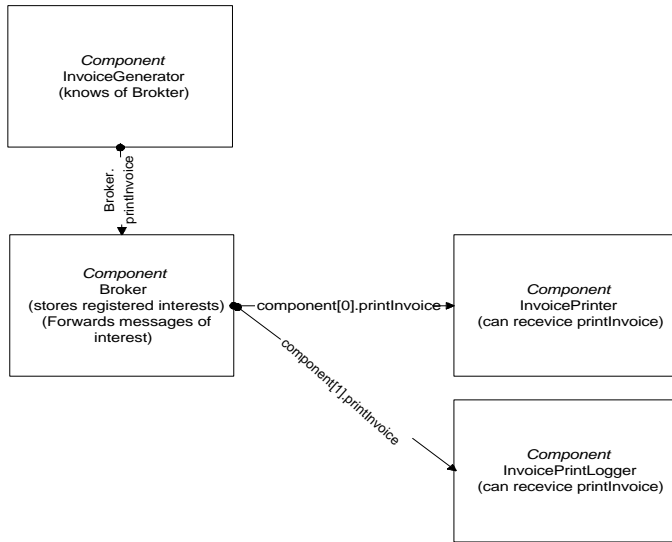 Component
InvoiceGenerator
(knows of Brokter)
Broker.
printInvoice
Component
Broker
(stores registered interests)
(Forwards messages of
interest)
component[0].printInvoice
Component
InvoicePrinter
(can recevice printInvoice)
component[1].printInvoice
Component
InvoicePrintLogger
(can recevice printInvoice)